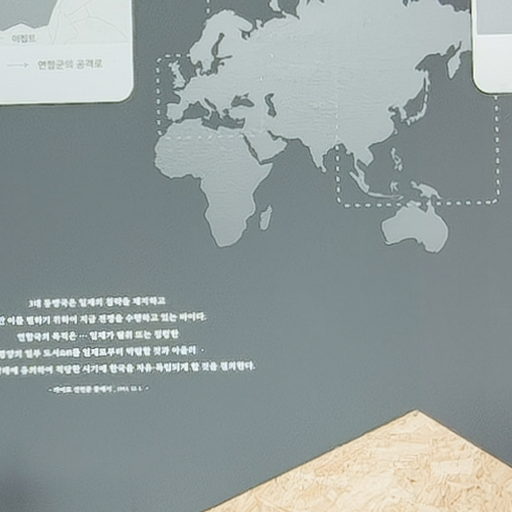 이집트
연합군의 공격로
3대 동맹국은 일제의 침략을 제지하고
이를 벌하기 위하여 지금 전쟁을 수행하고 있는 바이다.
연합국의 목적은 … 일제가 탈취 또는 점령한
일부 도서 일제로부터 박탈할 것과 아울러
유의하여 적당한 시기에 한국을 자유 독립되게 할 것을 결의한다.